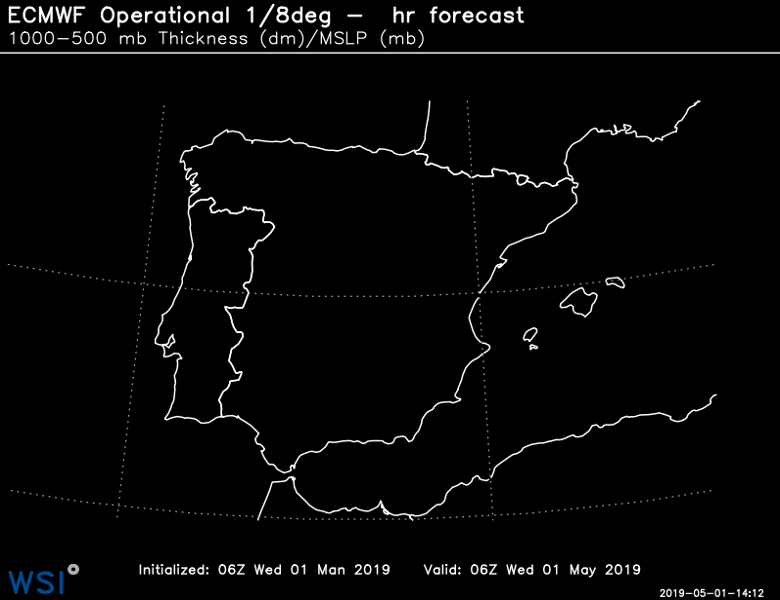 ECMWF Operational 1/8deg –  hr forecast
1000–500 mb Thickness (dm)/MSLP (mb)
Initialized: 06Z Wed 01 Man 2019 Valid: 06Z Wed 01 May 2019
WSI
2019-05-01-14:12